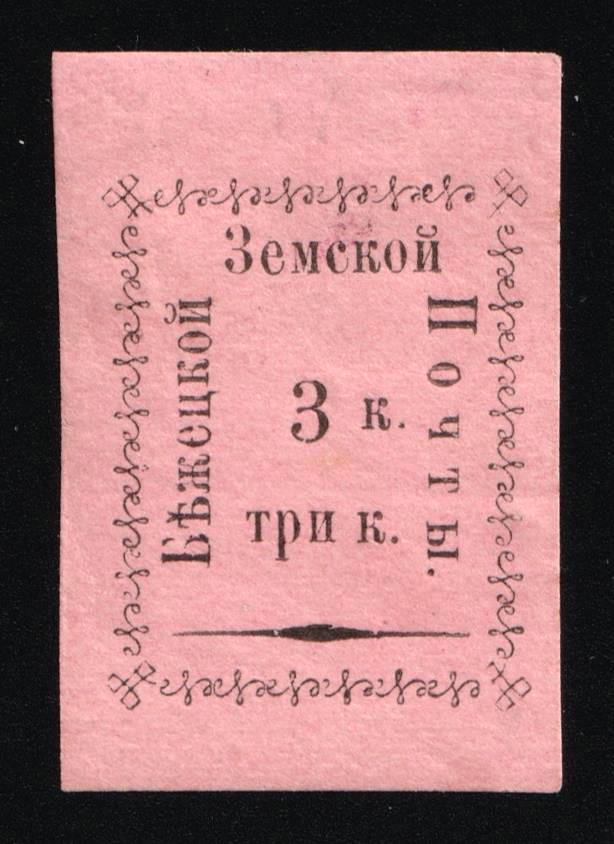 Бѣжецкой
Земской
Почты.
3 к.
три к.